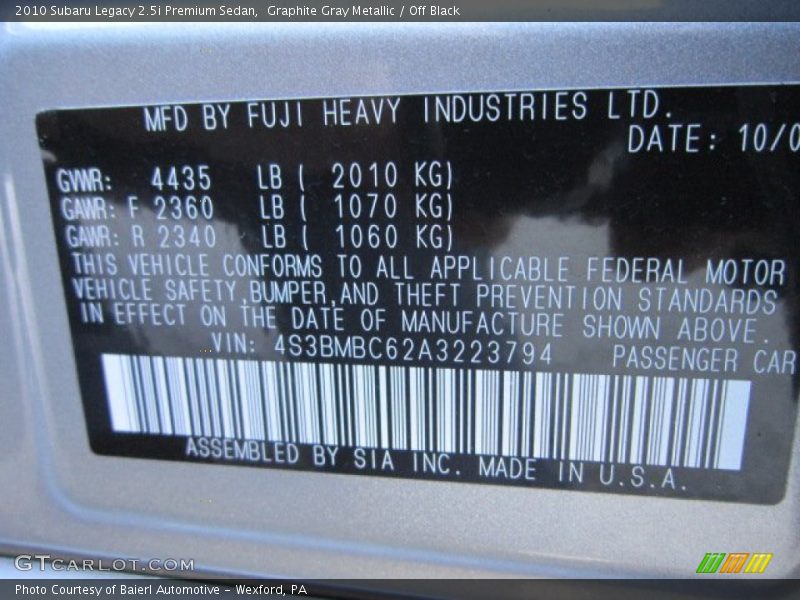 2010 Subaru Legacy 2.5i Premium Sedan,  Graphite Gray Metallic / Off Black
MFD BY FUJI HEAVY INDUSTRIES LTD.
DATE: 10/0
GVWR: 4435 LB ( 2010 KG)
GAWR: F 2360 LB ( 1070 KG)
GAWR: R 2340 LB ( 1060 KG)
THIS VEHICLE CONFORMS TO ALL APPLICABLE FEDERAL MOTOR
VEHICLE SAFETY,BUMPER,AND THEFT PREVENTION STANDARDS
IN EFFECT ON THE DATE OF MANUFACTURE SHOWN ABOVE.
VIN: 4S3BMBC62A3223794 PASSENGER CAR
ASSEMBLED BY SIA INC. MADE IN U.S.A.
GTCARLOT.COM
Photo Courtesy of Baierl Automotive - Wexford, PA